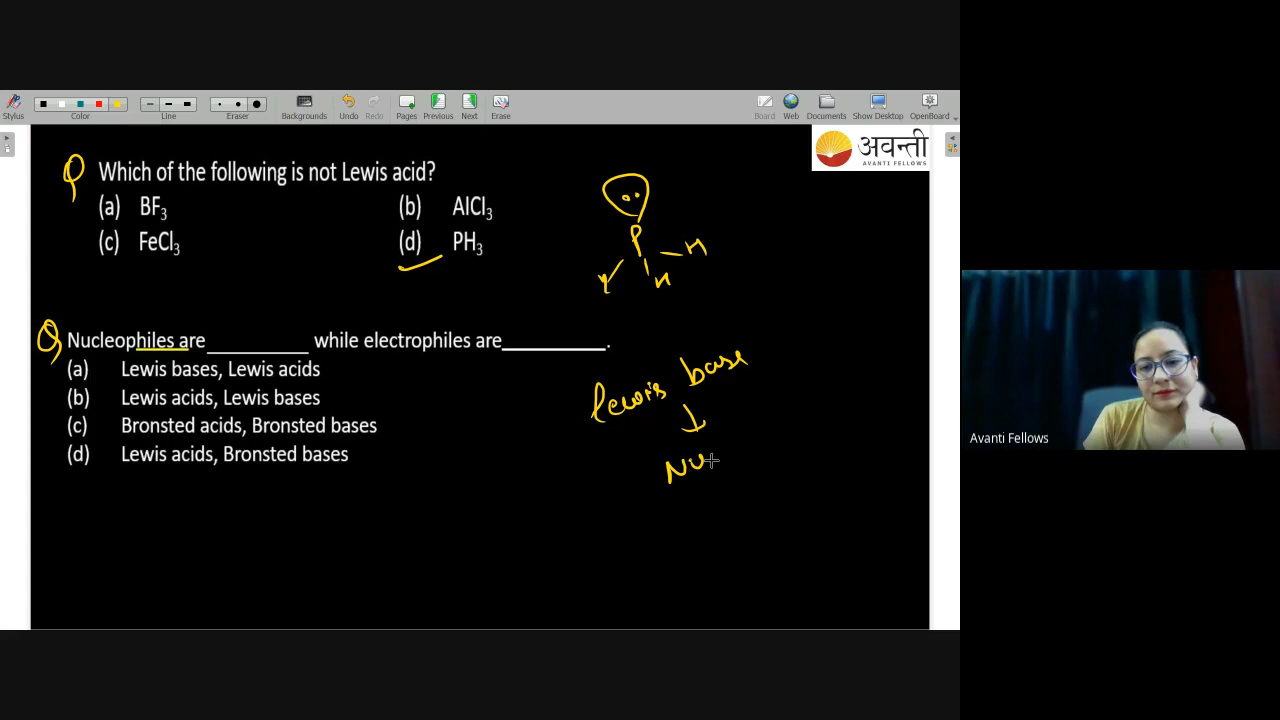 Stylus
Color
Line
Eraser
Backgrounds
Undo
Redo
Pages
Previous
Next
Erase
Board
Web
Documents
Show Desktop
OpenBoard
अवन्ती
AVANTI FELLOWS
Q Which of the following is not Lewis acid?
(a) BF₃ (b) AlCl₃
(c) FeCl₃ (d) PH₃
P
H
H
Q Nucleophiles are __________ while electrophiles are__________.
(a) Lewis bases, Lewis acids
(b) Lewis acids, Lewis bases
(c) Bronsted acids, Bronsted bases
(d) Lewis acids, Bronsted bases
lewis base
NU
Avanti Fellows